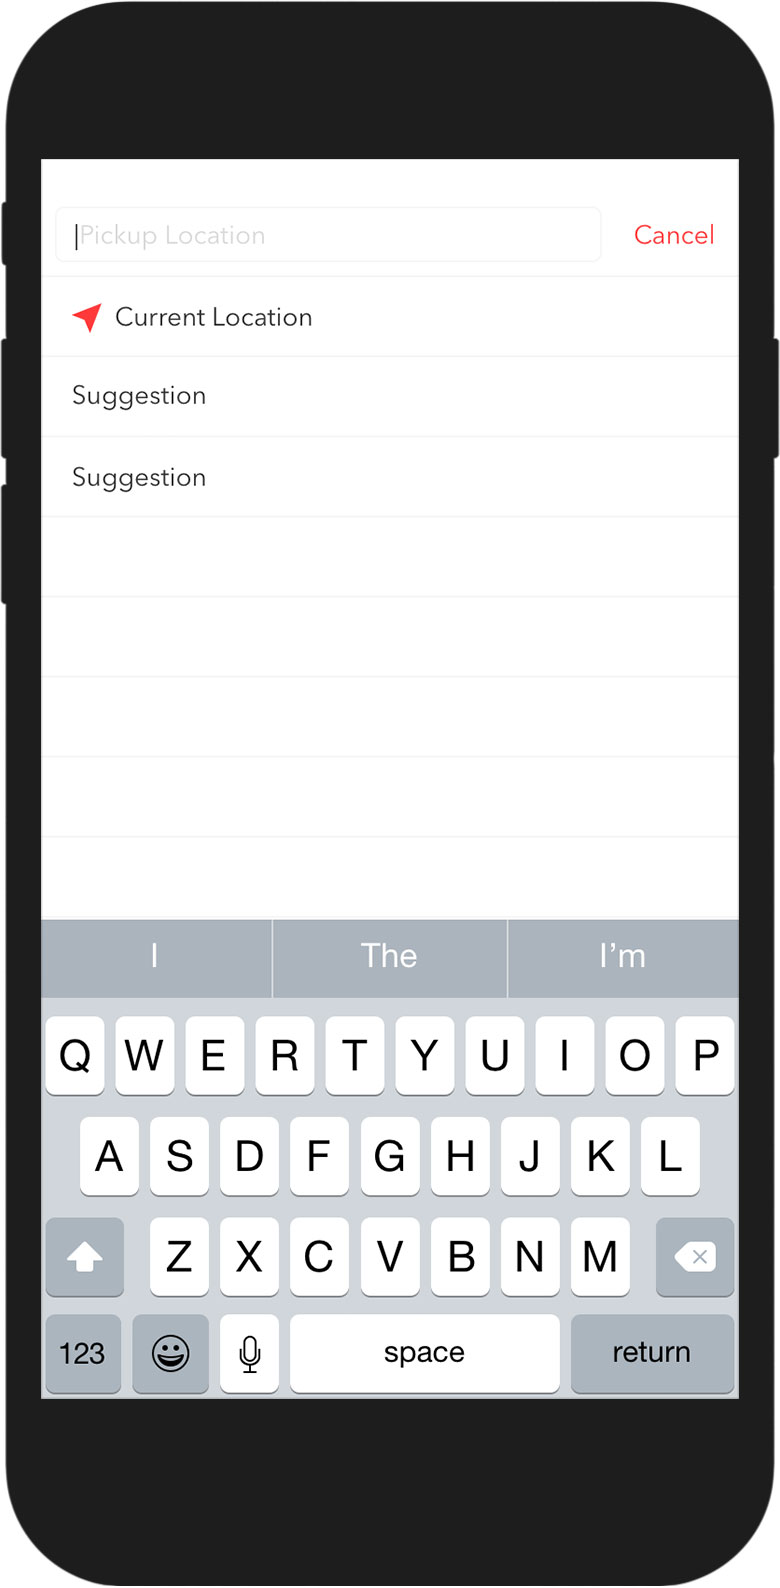 Pickup Location Cancel
Current Location
Suggestion
Suggestion
I The I’m
Q W E R T Y U I O P
A S D F G H J K L
Z X C V B N M
123 space return